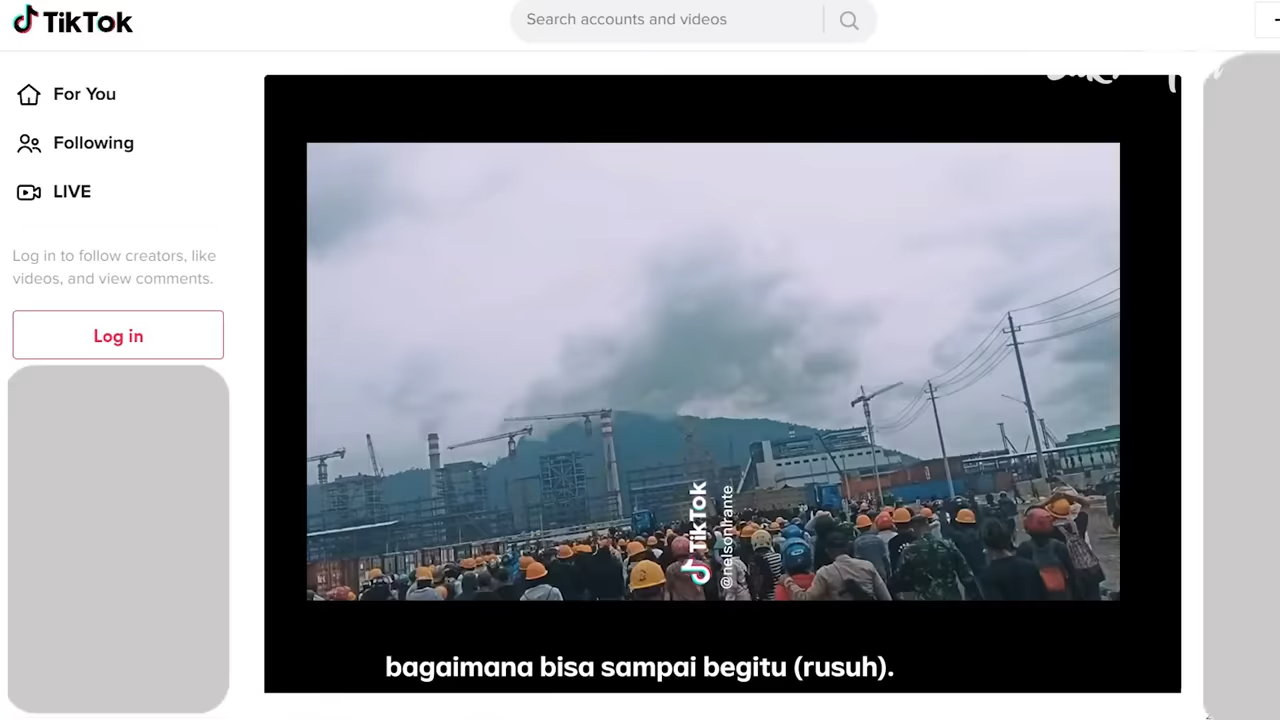 TikTok
Search accounts and videos
For You
Following
LIVE
Log in to follow creators, like
videos, and view comments.
Log in
TikTok
@nelsonlrante
bagaimana bisa sampai begitu (rusuh).